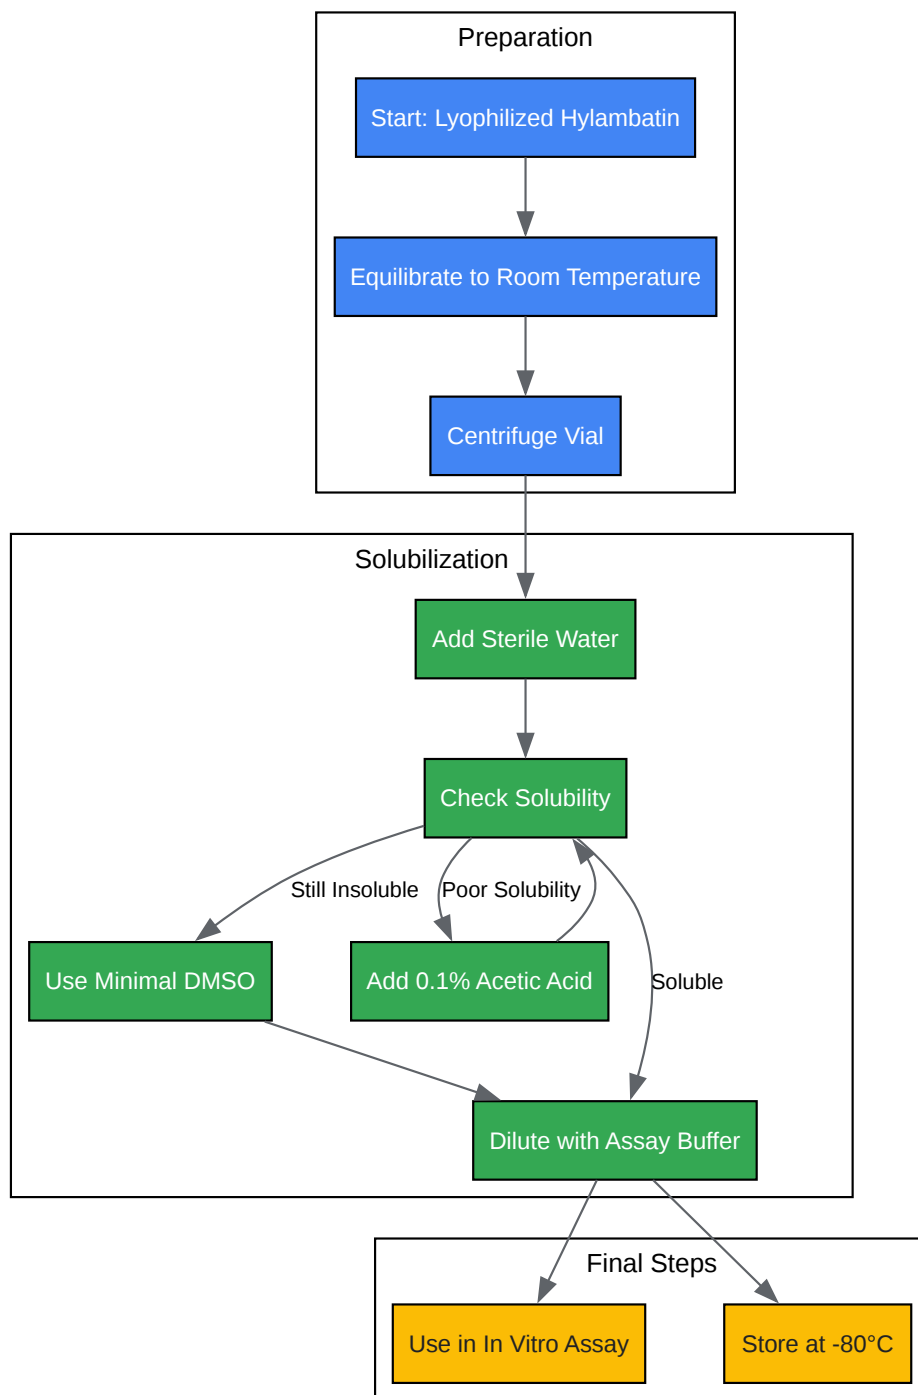 Preparation
Start: Lyophilized Hylambatin
Equilibrate to Room Temperature
Centrifuge Vial
Solubilization
Add Sterile Water
Check Solubility
Still Insoluble
Poor Solubility
Use Minimal DMSO
Add 0.1% Acetic Acid
Soluble
Dilute with Assay Buffer
Final Steps
Use in In Vitro Assay
Store at -80°C